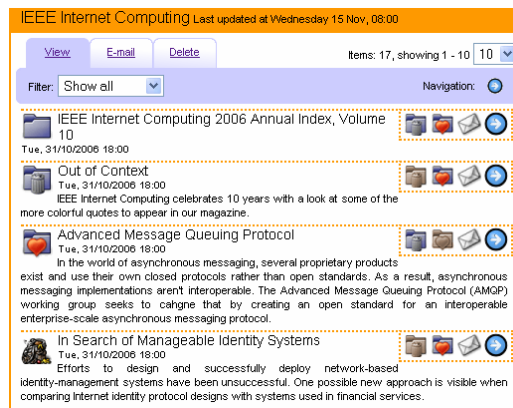 IEEE Internet Computing Last updated at Wednesday 15 Nov, 08:00
View E-mail Delete Items: 17, showing 1 - 10 10
Filter: Show all Navigation:
IEEE Internet Computing 2006 Annual Index, Volume
10
Tue, 31/10/2006 18:00
Out of Context
Tue, 31/10/2006 18:00
IEEE Internet Computing celebrates 10 years with a look at some of the
more colorful quotes to appear in our magazine.
Advanced Message Queuing Protocol
Tue, 31/10/2006 18:00
In the world of asynchronous messaging, several proprietary products
exist and use their own closed protocols rather than open standards. As a result, asynchronous
messaging implementations aren't interoperable. The Advanced Message Queuing Protocol (AMQP)
working group seeks to cahgne that by creating an open standard for an interoperable
enterprise-scale asynchronous messaging protocol.
In Search of Manageable Identity Systems
Tue, 31/10/2006 18:00
Efforts to design and successfully deploy network-based
identity-management systems have been unsuccessful. One possible new approach is visible when
comparing Internet identity protocol designs with systems used in financial services.